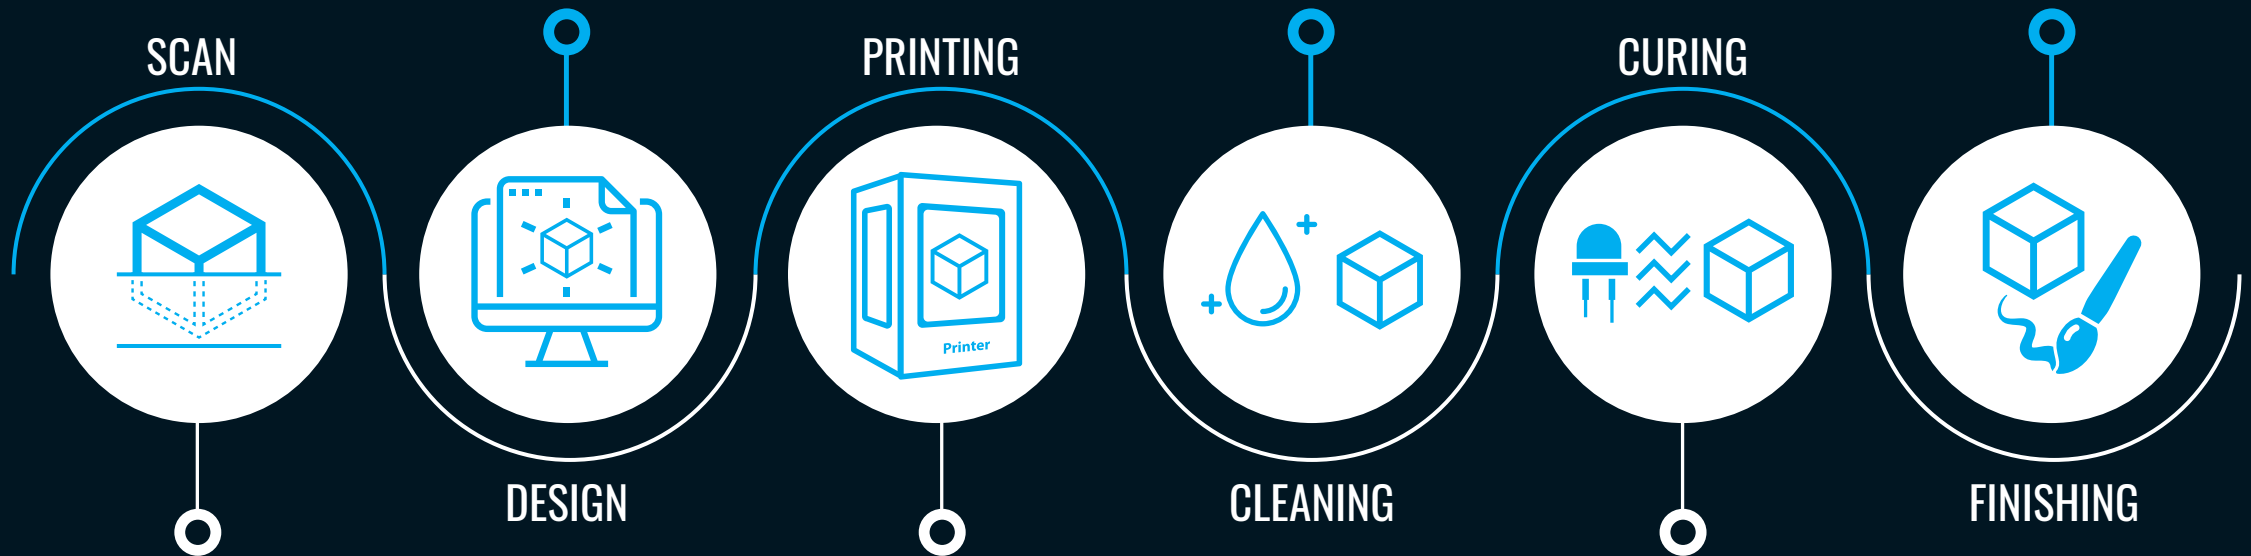 SCAN
DESIGN
PRINTING
Printer
CLEANING
CURING
FINISHING